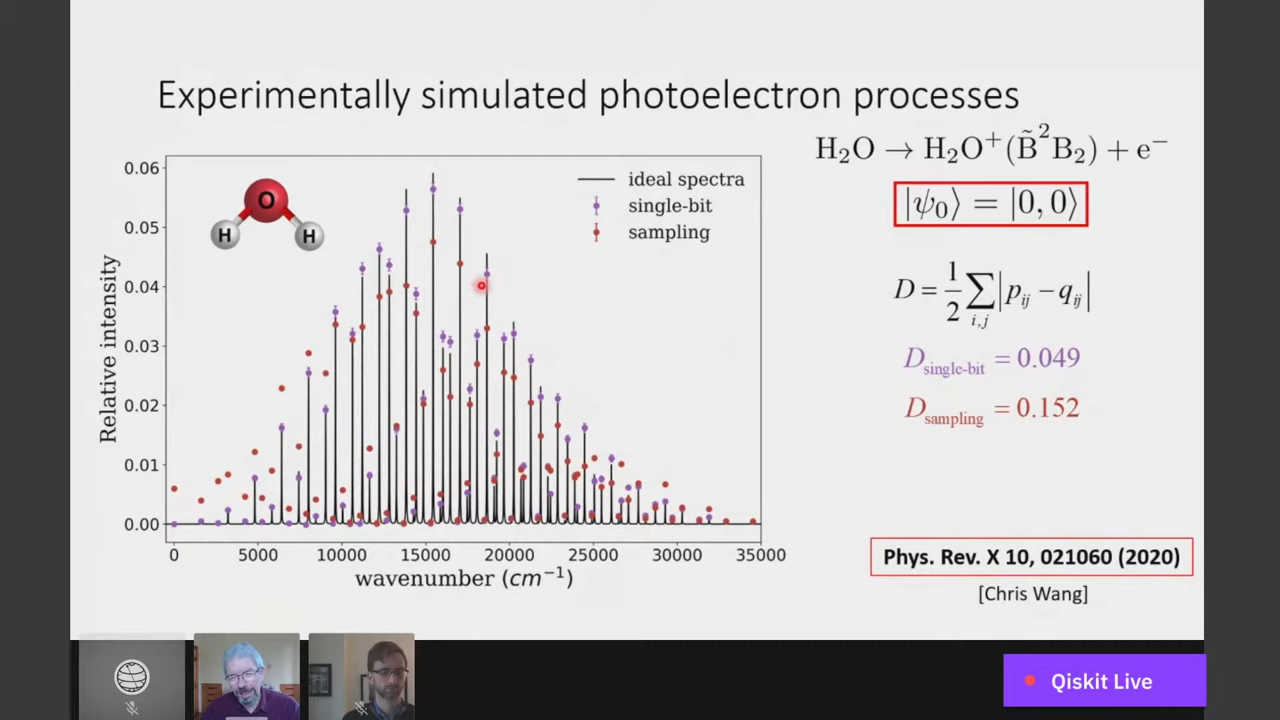 Experimentally simulated photoelectron processes
H₂O → H₂O⁺(B̃²B₂) + e⁻
|ψ₀⟩ = |0, 0⟩
D = 1/2 ∑ i,j |p_ij − q_ij|
D_single-bit = 0.049
D_sampling = 0.152
Phys. Rev. X 10, 021060 (2020)
[Chris Wang]
ideal spectra
single-bit
sampling
O
H H
Relative intensity
0.06
0.05
0.04
0.03
0.02
0.01
0.00
0 5000 10000 15000 20000 25000 30000 35000
wavenumber (cm⁻¹)
Qiskit Live